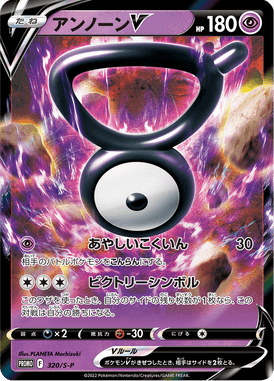 たね アンノーンV HP 180
あやしいこくいん 30
相手のバトルポケモンをこんらんにする。
ビクトリーシンボル
このワザを使ったとき、自分のサイドの残り枚数が1枚なら、この
対戦は自分の勝ちになる。
弱点 ×2 抵抗力 -30 にげる
Vルール
ポケモンVがきぜつしたとき、相手はサイドを2枚とる。
Illus. PLANETA Mochizuki
PROMO F 320/S-P
©2022 Pokémon/Nintendo/Creatures/GAME FREAK.